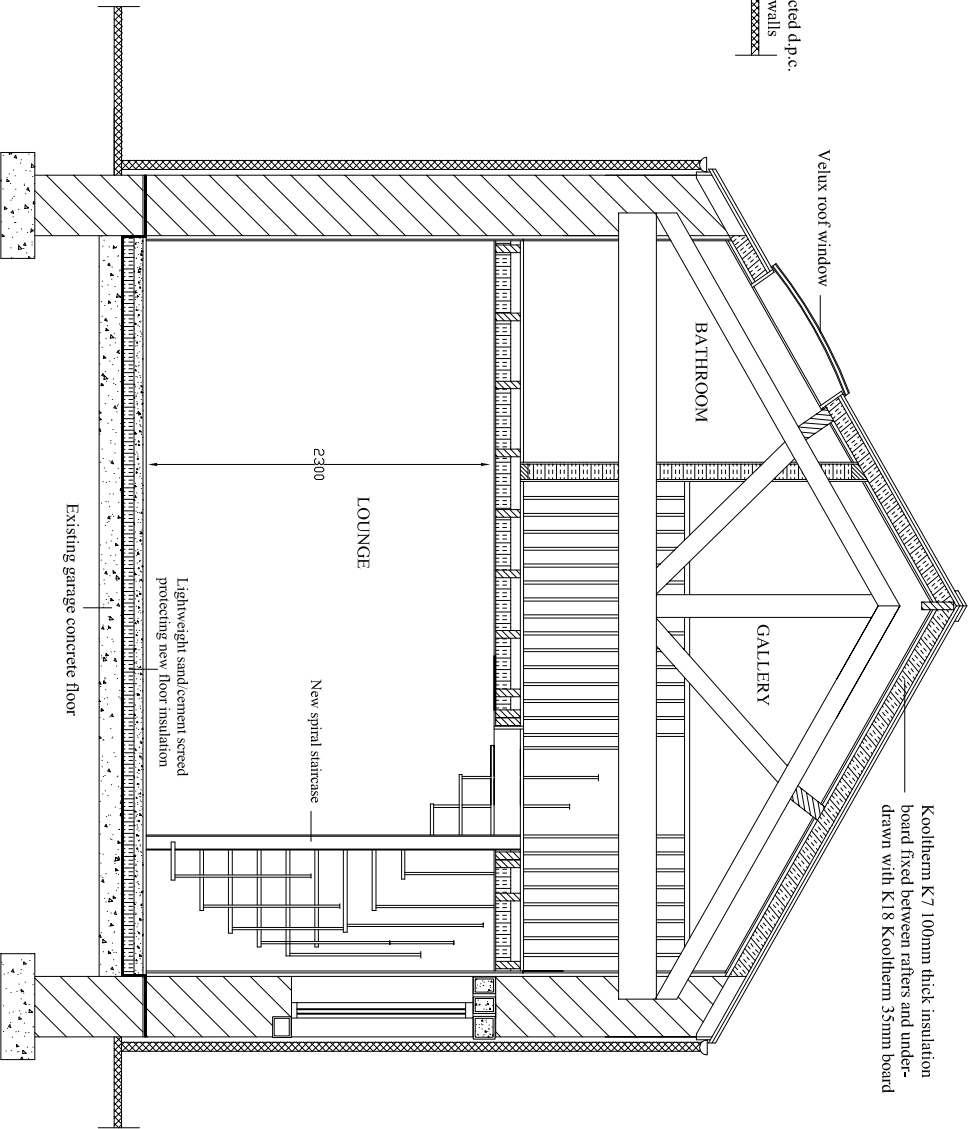 cted d.p.c.
walls
Velux roof window
Kooltherm K7 100mm thick insulation
board fixed between rafters and under-
drawn with K18 Kooltherm 35mm board
BATHROOM
GALLERY
2300
LOUNGE
New spiral staircase
Lightweight sand/cement screed
protecting new floor insulation
Existing garage concrete floor